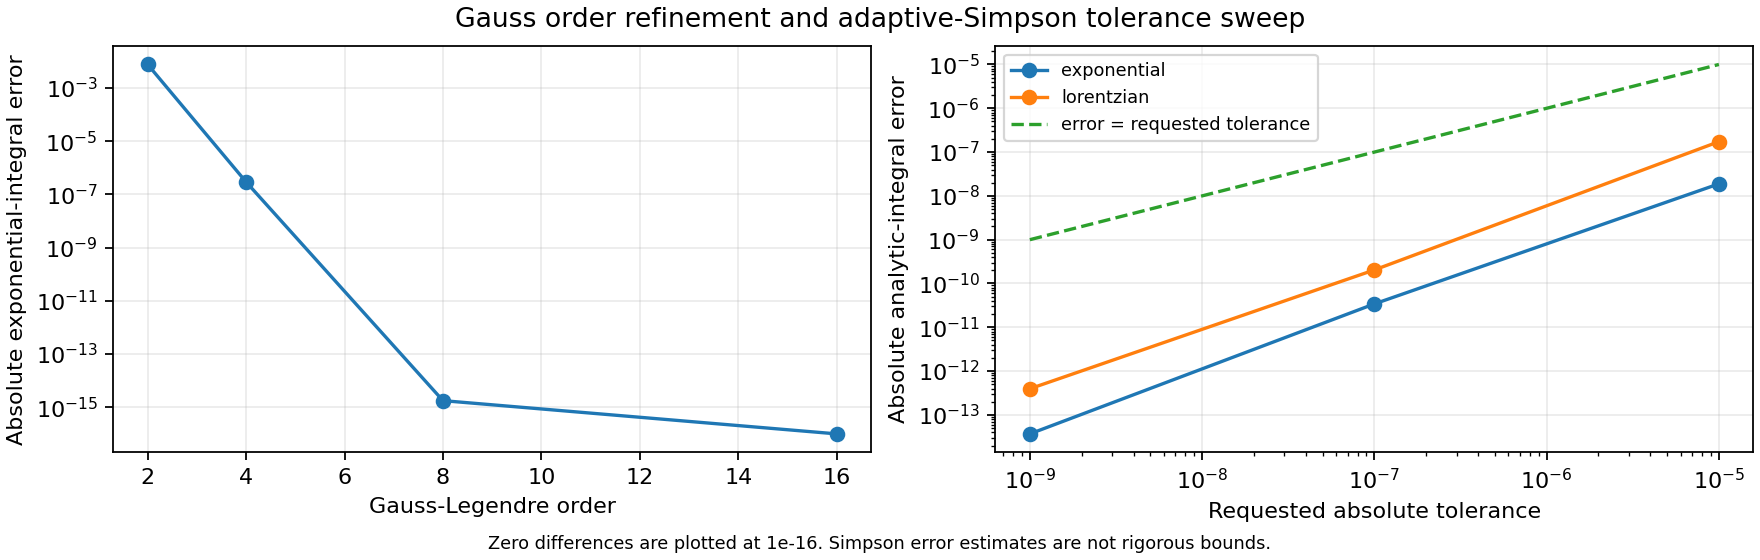 Gauss order refinement and adaptive-Simpson tolerance sweep
Absolute exponential-integral error
10⁻³
10⁻⁵
10⁻⁷
10⁻⁹
10⁻¹¹
10⁻¹³
10⁻¹⁵
2 4 6 8 10 12 14 16
Gauss-Legendre order
Absolute analytic-integral error
10⁻⁵
10⁻⁶
10⁻⁷
10⁻⁸
10⁻⁹
10⁻¹⁰
10⁻¹¹
10⁻¹²
10⁻¹³
exponential
lorentzian
error = requested tolerance
10⁻⁹ 10⁻⁸ 10⁻⁷ 10⁻⁶ 10⁻⁵
Requested absolute tolerance
Zero differences are plotted at 1e-16. Simpson error estimates are not rigorous bounds.